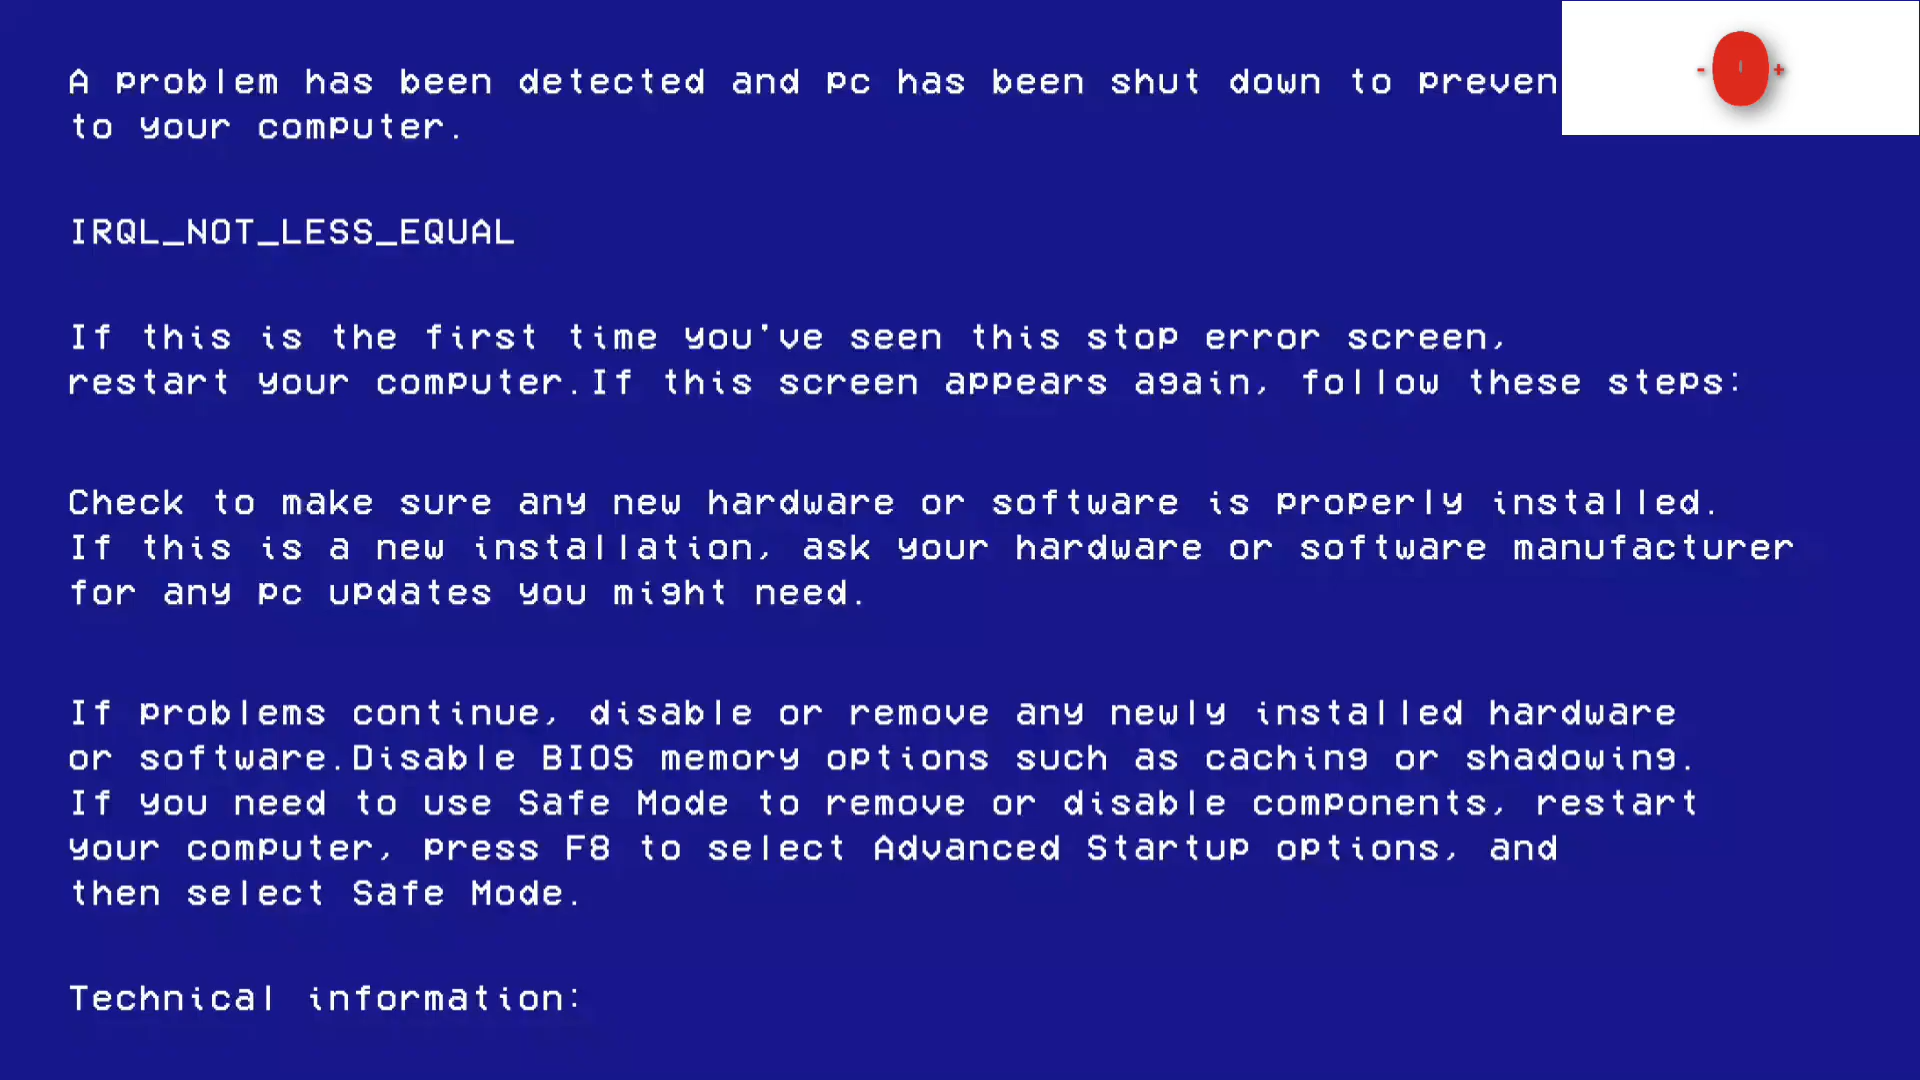 A problem has been detected and pc has been shut down to preven
to your computer.
IRQL_NOT_LESS_EQUAL
If this is the first time you've seen this stop error screen,
restart your computer.If this screen appears again, follow these steps:
Check to make sure any new hardware or software is properly installed.
If this is a new installation, ask your hardware or software manufacturer
for any pc updates you might need.
If problems continue, disable or remove any newly installed hardware
or software.Disable BIOS memory options such as caching or shadowing.
If you need to use Safe Mode to remove or disable components, restart
your computer, press F8 to select Advanced Startup options, and
then select Safe Mode.
Technical information:
-0+